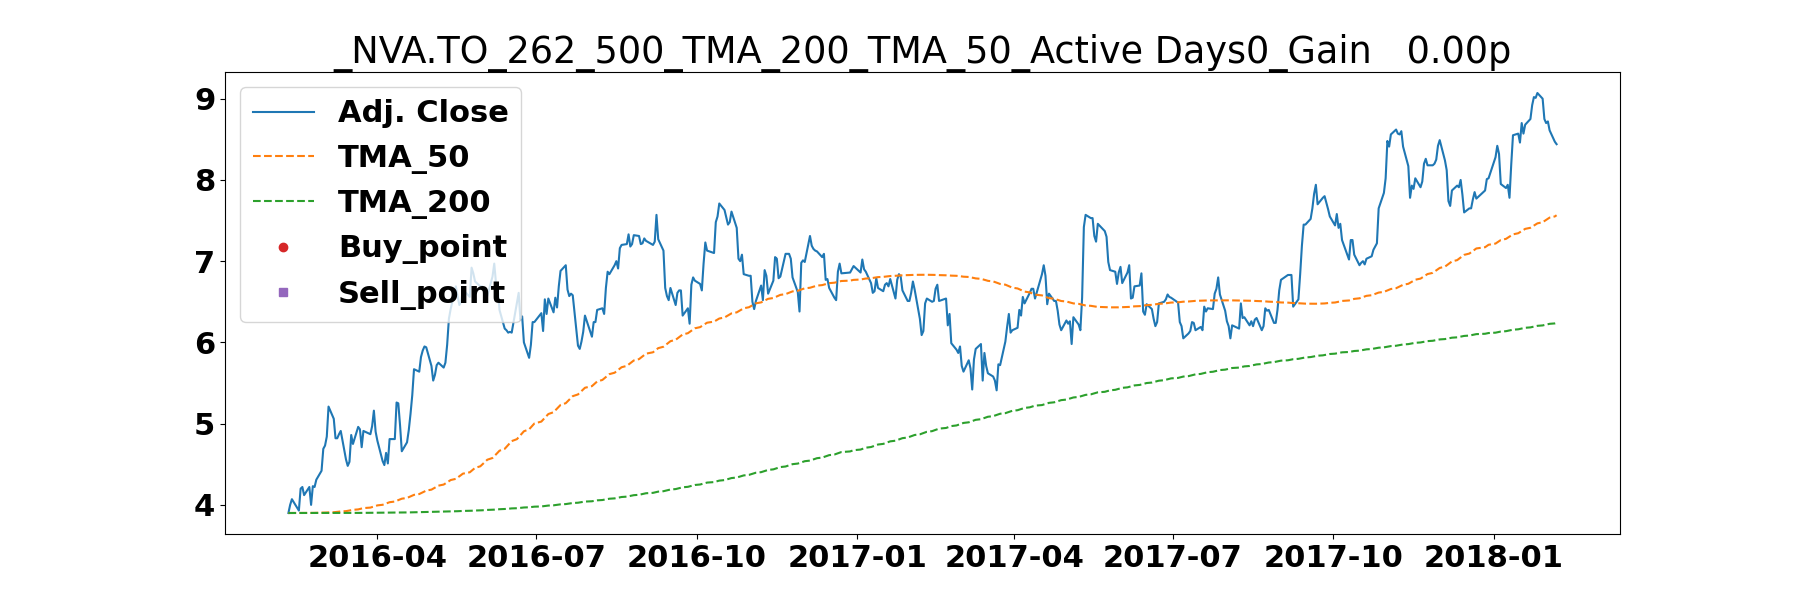 _NVA.TO_262_500_TMA_200_TMA_50_Active Days0_Gain   0.00p
9
8
7
6
5
4
Adj. Close
TMA_50
TMA_200
Buy_point
Sell_point
2016-04 2016-07 2016-10 2017-01 2017-04 2017-07 2017-10 2018-01